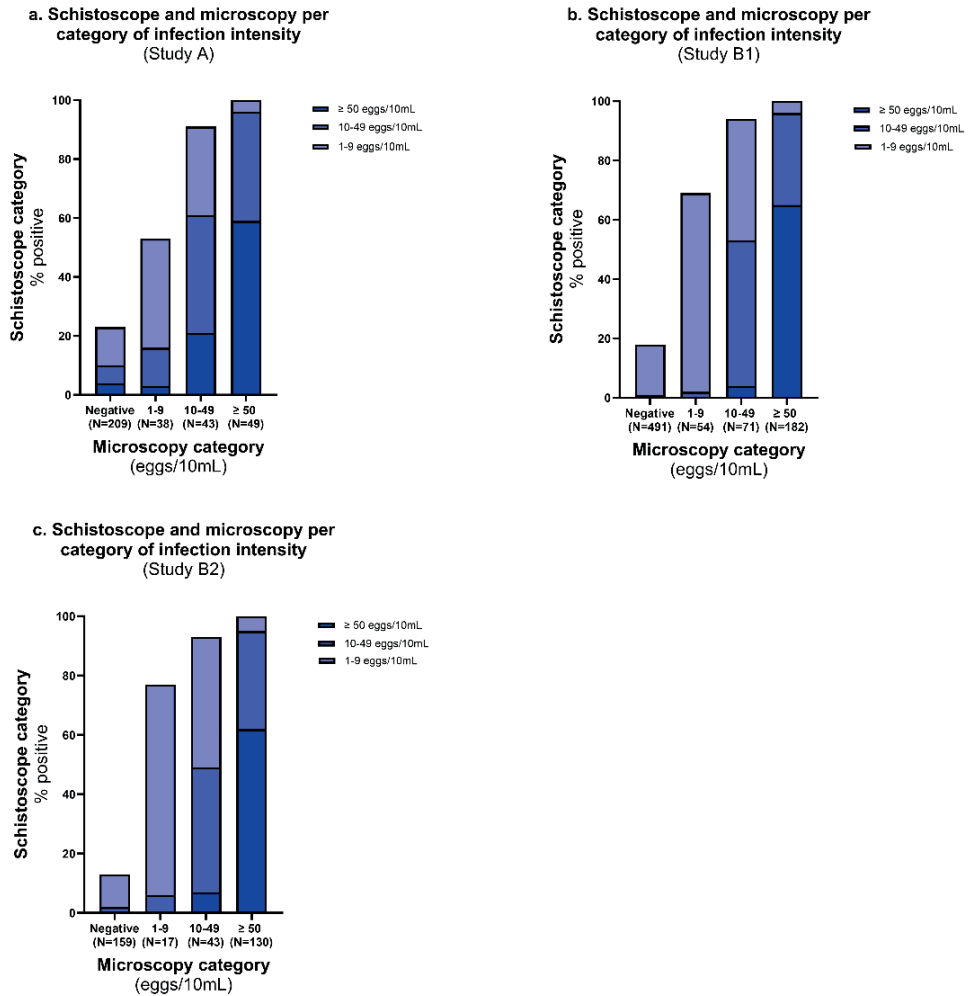 a. Schistoscope and microscopy per
category of infection intensity
(Study A)
100
80
60
40
20
0
Schistoscope category
% positive
≥ 50 eggs/10mL
10-49 eggs/10mL
1-9 eggs/10mL
Negative 1-9 10-49 ≥ 50
(N=209) (N=38) (N=43) (N=49)
Microscopy category
(eggs/10mL)
b. Schistoscope and microscopy per
category of infection intensity
(Study B1)
100
80
60
40
20
0
Schistoscope category
% positive
≥ 50 eggs/10mL
10-49 eggs/10mL
1-9 eggs/10mL
Negative 1-9 10-49 ≥ 50
(N=491) (N=54) (N=71) (N=182)
Microscopy category
(eggs/10mL)
c. Schistoscope and microscopy per
category of infection intensity
(Study B2)
100
80
60
40
20
0
Schistoscope category
% positive
≥ 50 eggs/10mL
10-49 eggs/10mL
1-9 eggs/10mL
Negative 1-9 10-49 ≥ 50
(N=159) (N=17) (N=43) (N=130)
Microscopy category
(eggs/10mL)